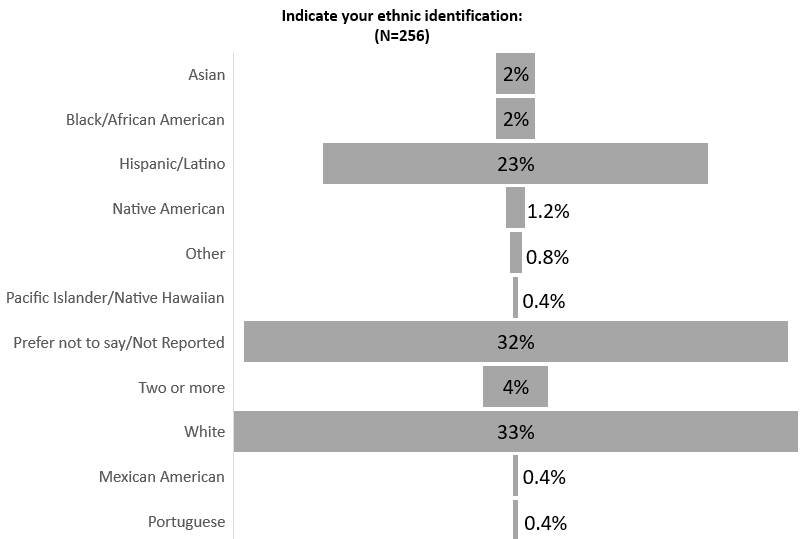 Indicate your ethnic identification:
(N=256)
Asian 2%
Black/African American 2%
Hispanic/Latino 23%
Native American 1.2%
Other 0.8%
Pacific Islander/Native Hawaiian 0.4%
Prefer not to say/Not Reported 32%
Two or more 4%
White 33%
Mexican American 0.4%
Portuguese 0.4%